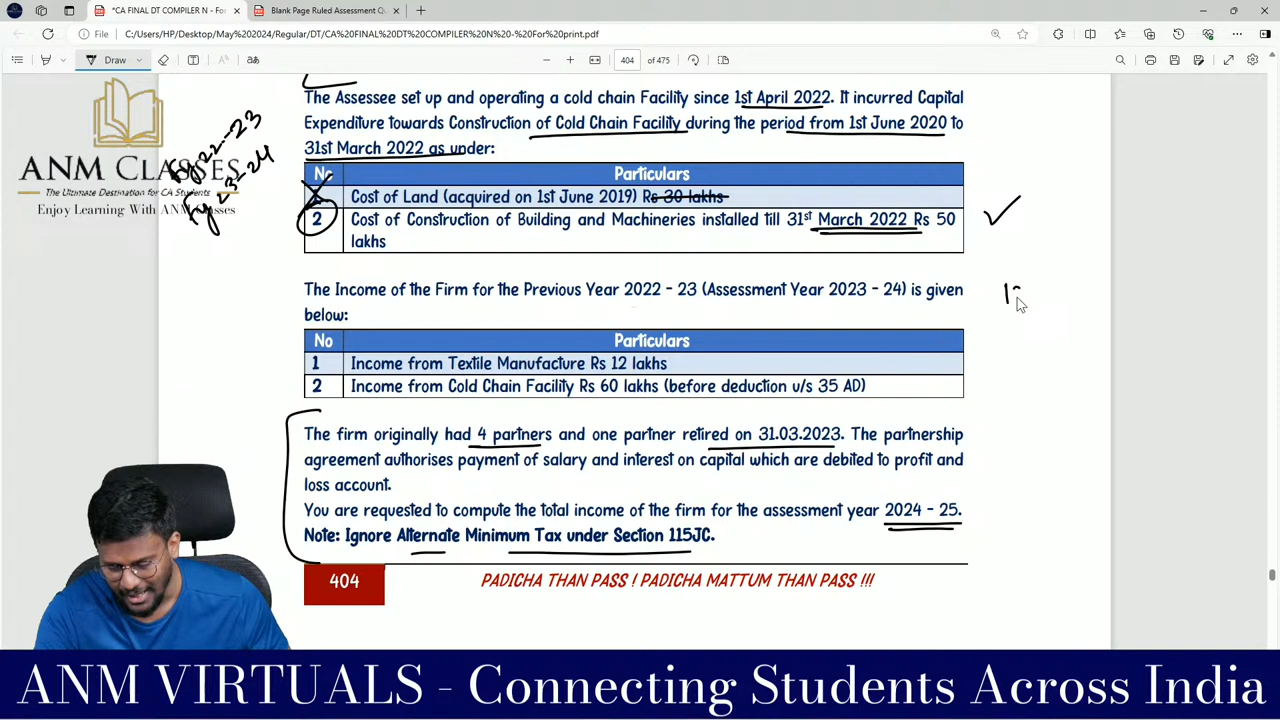 *CA FINAL DT COMPILER N - For
Blank Page Ruled Assessment Q
File
C:/Users/HP/Desktop/May%202024/Regular/DT/CA%20FINAL%20DT%20COMPILER%20N%20-%20For%20print.pdf
Draw
404 of 475
ANM CLASSES
The Ultimate Destination for CA Students
Enjoy Learning With ANM Classes
Fy 22-23
Fy 23-24
The Assessee set up and operating a cold chain Facility since 1st April 2022. It incurred Capital
Expenditure towards Construction of Cold Chain Facility during the period from 1st June 2020 to
31st March 2022 as under:
No Particulars
1 Cost of Land (acquired on 1st June 2019) Rs 30 lakhs
2 Cost of Construction of Building and Machineries installed till 31st March 2022 Rs 50
lakhs
The Income of the Firm for the Previous Year 2022 - 23 (Assessment Year 2023 - 24) is given
below:
No Particulars
1 Income from Textile Manufacture Rs 12 lakhs
2 Income from Cold Chain Facility Rs 60 lakhs (before deduction u/s 35 AD)
The firm originally had 4 partners and one partner retired on 31.03.2023. The partnership
agreement authorises payment of salary and interest on capital which are debited to profit and
loss account.
You are requested to compute the total income of the firm for the assessment year 2024 - 25.
Note: Ignore Alternate Minimum Tax under Section 115JC.
404 PADICHA THAN PASS ! PADICHA MATTUM THAN PASS !!!
ANM VIRTUALS - Connecting Students Across India